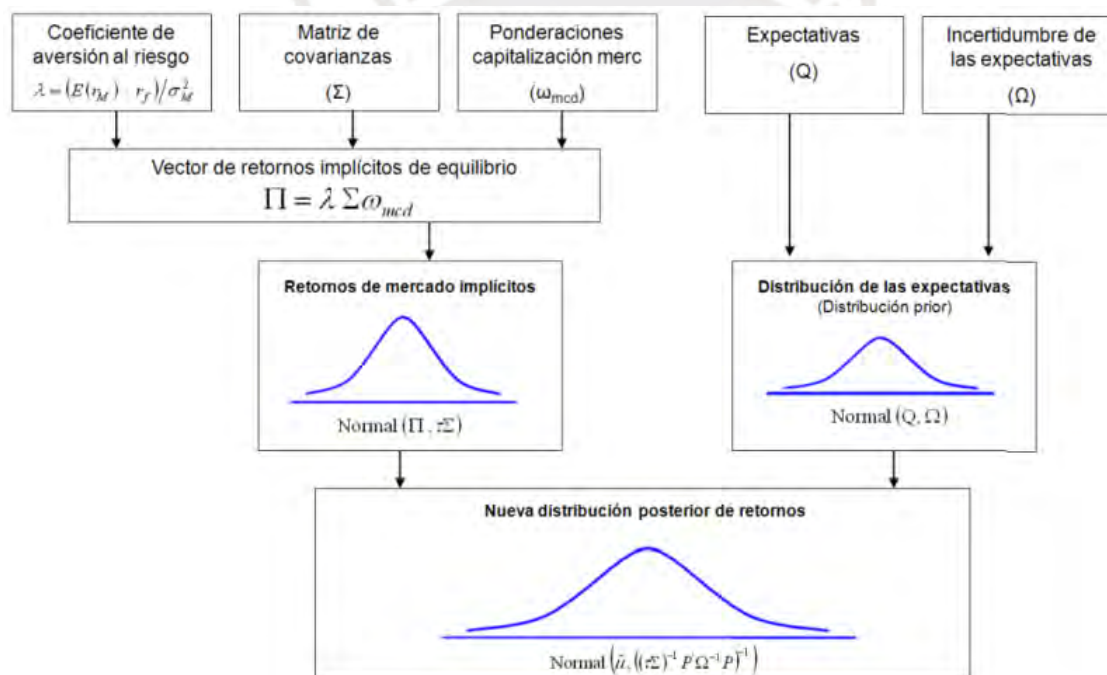 Coeficiente de
aversión al riesgo
λ = (E(r_M) - r_f)/σ²_M
Matriz de
covarianzas
(Σ)
Ponderaciones
capitalización merc
(ω_mcd)
Expectativas
(Q)
Incertidumbre de
las expectativas
(Ω)
Vector de retornos implícitos de equilibrio
Π = λ Σω_mcd
Retornos de mercado implícitos
Normal (Π , τΣ)
Distribución de las expectativas
(Distribución prior)
Normal (Q, Ω)
Nueva distribución posterior de retornos
Normal (μ̃, ((τΣ)⁻¹ P'Ω⁻¹P)⁻¹)